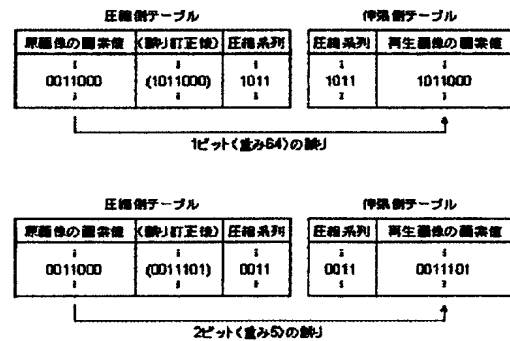 圧縮側テーブル 伸張側テーブル
原画像の画素値 (誤り訂正後) 圧縮系列 圧縮系列 再生画像の画素値
0011000 (1011000) 1011 1011 1011000
1ビット(重み64)の誤り
圧縮側テーブル 伸張側テーブル
原画像の画素値 (誤り訂正後) 圧縮系列 圧縮系列 再生画像の画素値
0011000 (0011101) 0011 0011 0011101
2ビット(重み5)の誤り